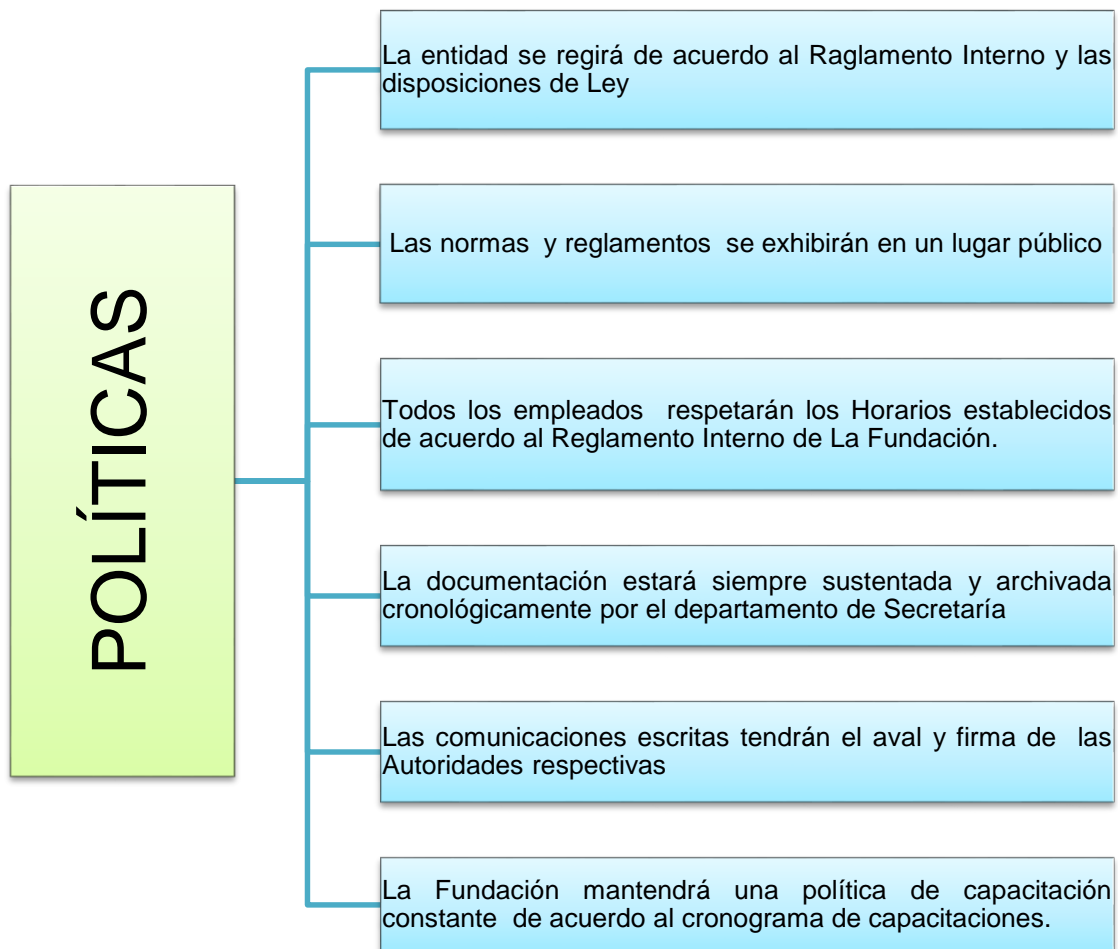 POLÍTICAS
La entidad se regirá de acuerdo al Raglamento Interno y las
disposiciones de Ley
Las normas y reglamentos se exhibirán en un lugar público
Todos los empleados respetarán los Horarios establecidos
de acuerdo al Reglamento Interno de La Fundación.
La documentación estará siempre sustentada y archivada
cronológicamente por el departamento de Secretaría
Las comunicaciones escritas tendrán el aval y firma de las
Autoridades respectivas
La Fundación mantendrá una política de capacitación
constante de acuerdo al cronograma de capacitaciones.